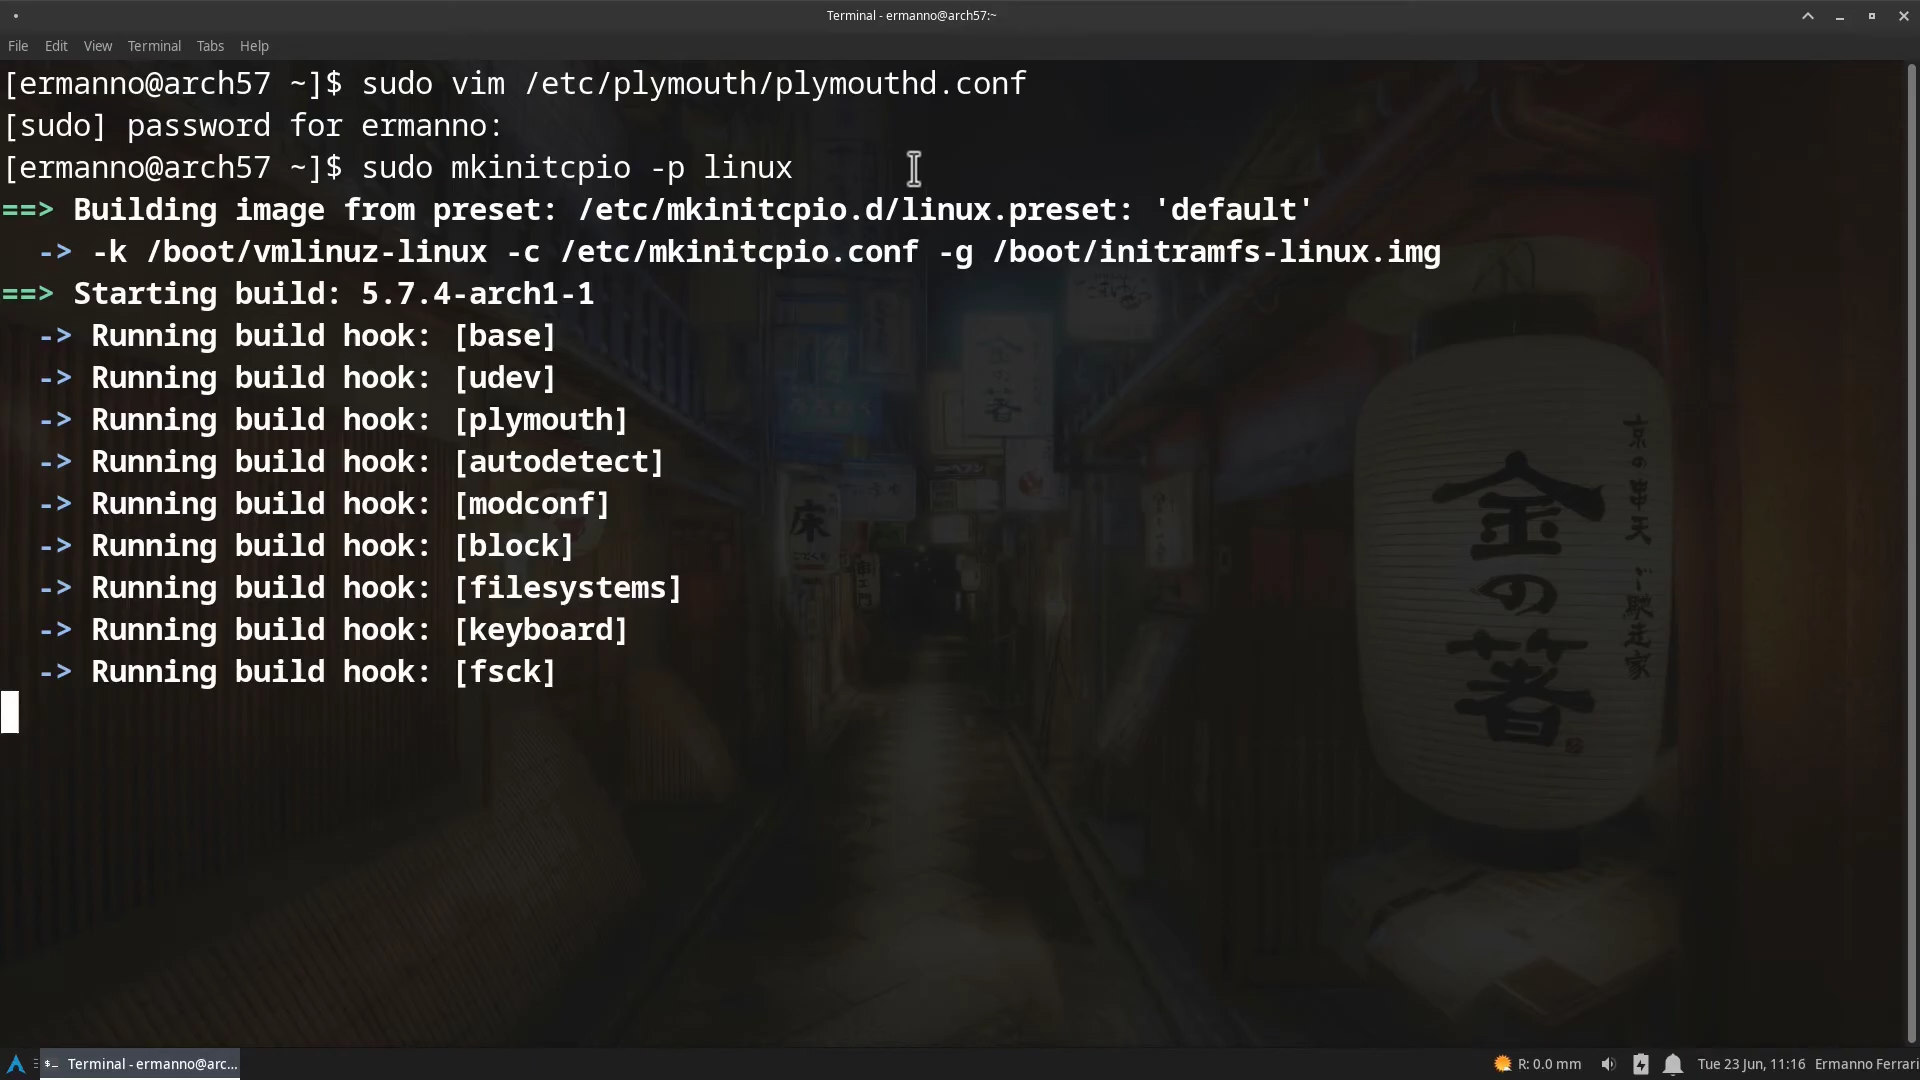 Terminal - ermanno@arch57:~
File Edit View Terminal Tabs Help
[ermanno@arch57 ~]$ sudo vim /etc/plymouth/plymouthd.conf
[sudo] password for ermanno:
[ermanno@arch57 ~]$ sudo mkinitcpio -p linux
==> Building image from preset: /etc/mkinitcpio.d/linux.preset: 'default'
-> -k /boot/vmlinuz-linux -c /etc/mkinitcpio.conf -g /boot/initramfs-linux.img
==> Starting build: 5.7.4-arch1-1
-> Running build hook: [base]
-> Running build hook: [udev]
-> Running build hook: [plymouth]
-> Running build hook: [autodetect]
-> Running build hook: [modconf]
-> Running build hook: [block]
-> Running build hook: [filesystems]
-> Running build hook: [keyboard]
-> Running build hook: [fsck]
金の箸
床
Terminal - ermanno@arc...
R: 0.0 mm
Tue 23 Jun, 11:16
Ermanno Ferrari